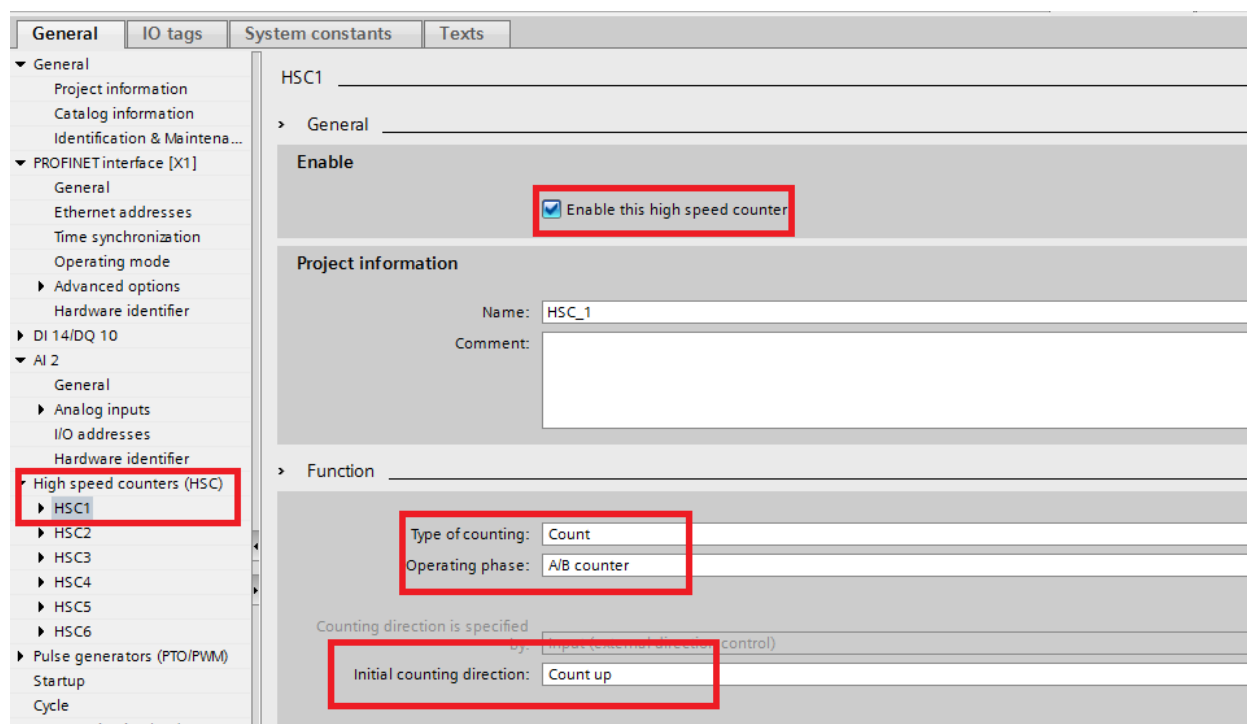 General
IO tags
System constants
Texts
General
Project information
Catalog information
Identification & Maintena...
PROFINET interface [X1]
General
Ethernet addresses
Time synchronization
Operating mode
Advanced options
Hardware identifier
DI 14/DQ 10
AI 2
General
Analog inputs
I/O addresses
Hardware identifier
High speed counters (HSC)
HSC1
HSC2
HSC3
HSC4
HSC5
HSC6
Pulse generators (PTO/PWM)
Startup
Cycle
HSC1
General
Enable
Enable this high speed counter
Project information
Name: HSC_1
Comment:
Function
Type of counting: Count
Operating phase: A/B counter
Counting direction is specified
by: Input (external direction control)
Initial counting direction: Count up